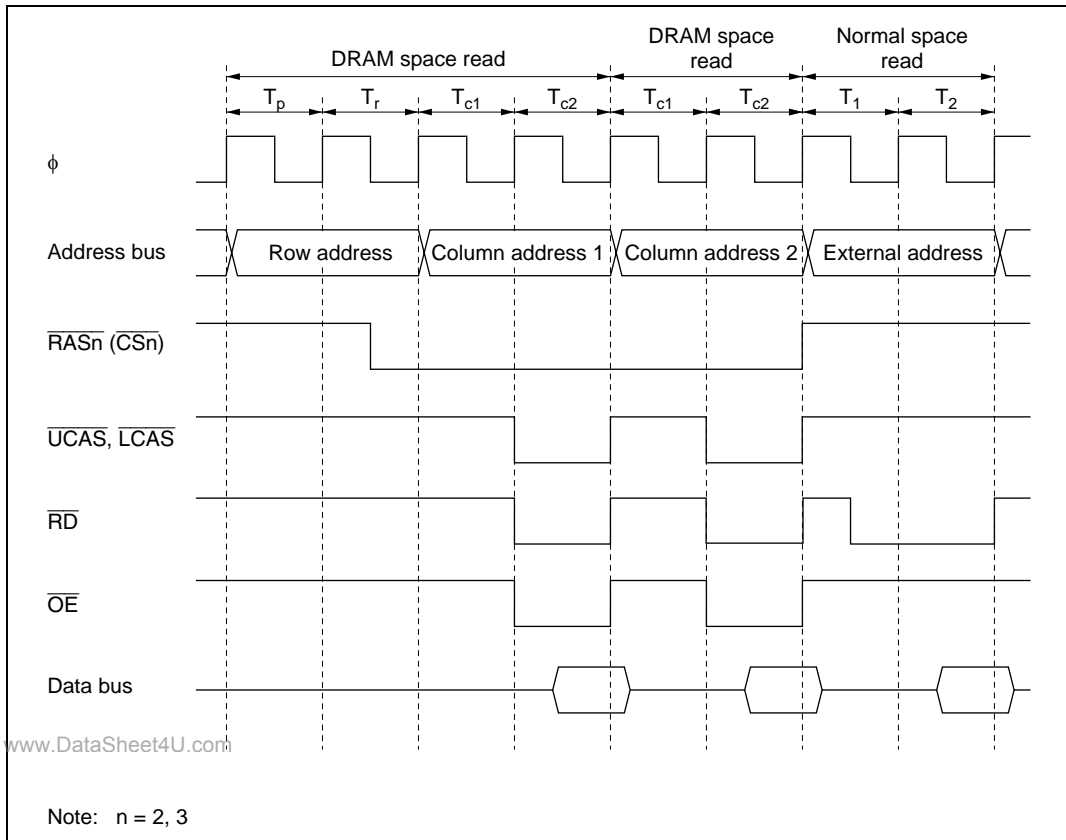 DRAM space read
DRAM space read
Normal space read
Tp Tr Tc1 Tc2 Tc1 Tc2 T1 T2
ϕ
Address bus Row address Column address 1 Column address 2 External address
RASn (CSn)
UCAS, LCAS
RD
OE
Data bus
www.DataSheet4U.com
Note: n = 2, 3